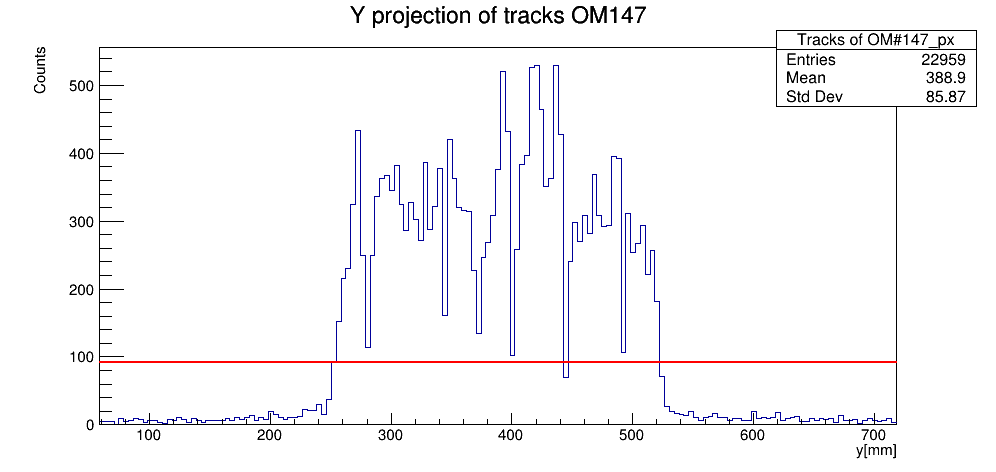 Y projection of tracks OM147
Tracks of OM#147_px
Entries 22959
Mean 388.9
Std Dev 85.87
Counts
500
400
300
200
100
0
100 200 300 400 500 600 700
y[mm]